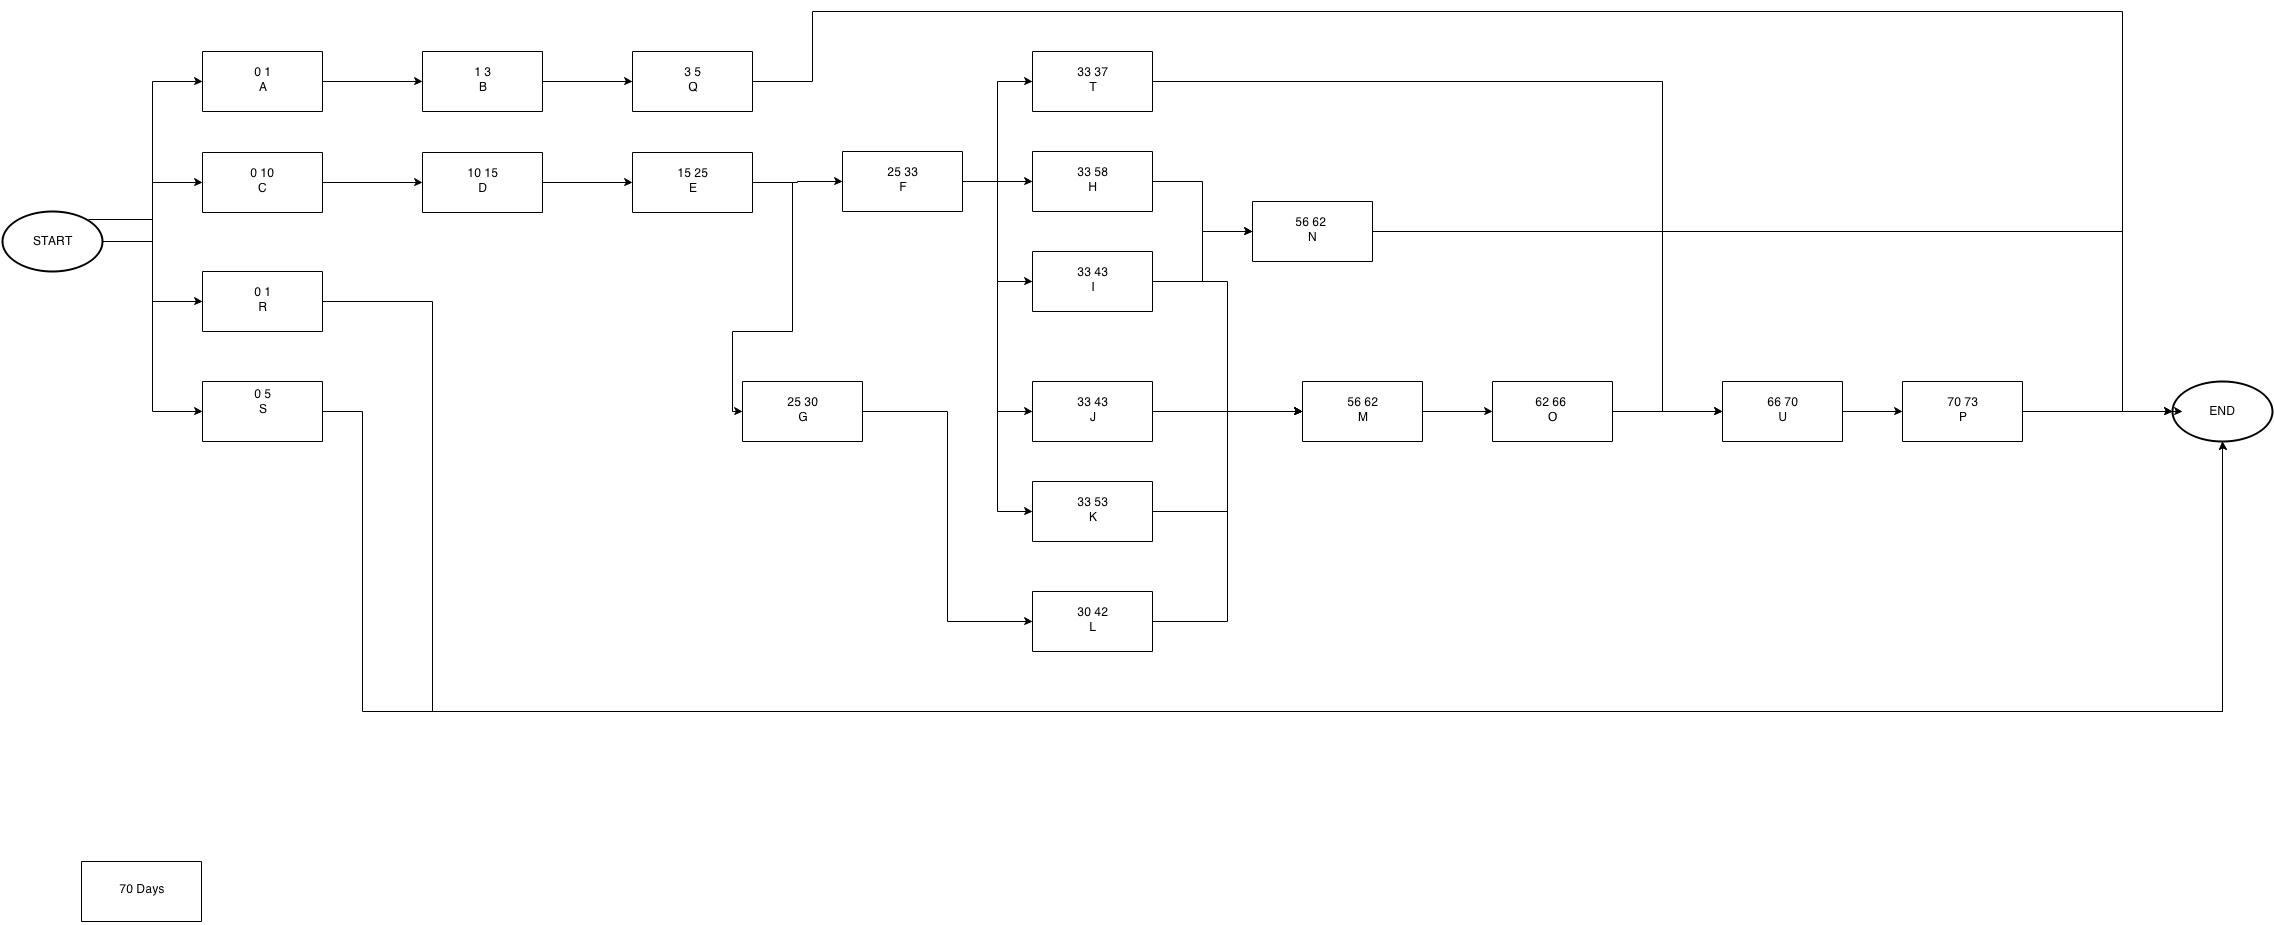 0 1
A
1 3
B
3 5
Q
33 37
T
0 10
C
10 15
D
15 25
E
25 33
F
33 58
H
56 62
N
START
0 1
R
33 43
I
0 5
S
25 30
G
33 43
J
56 62
M
62 66
O
66 70
U
70 73
P
END
33 53
K
30 42
L
70 Days